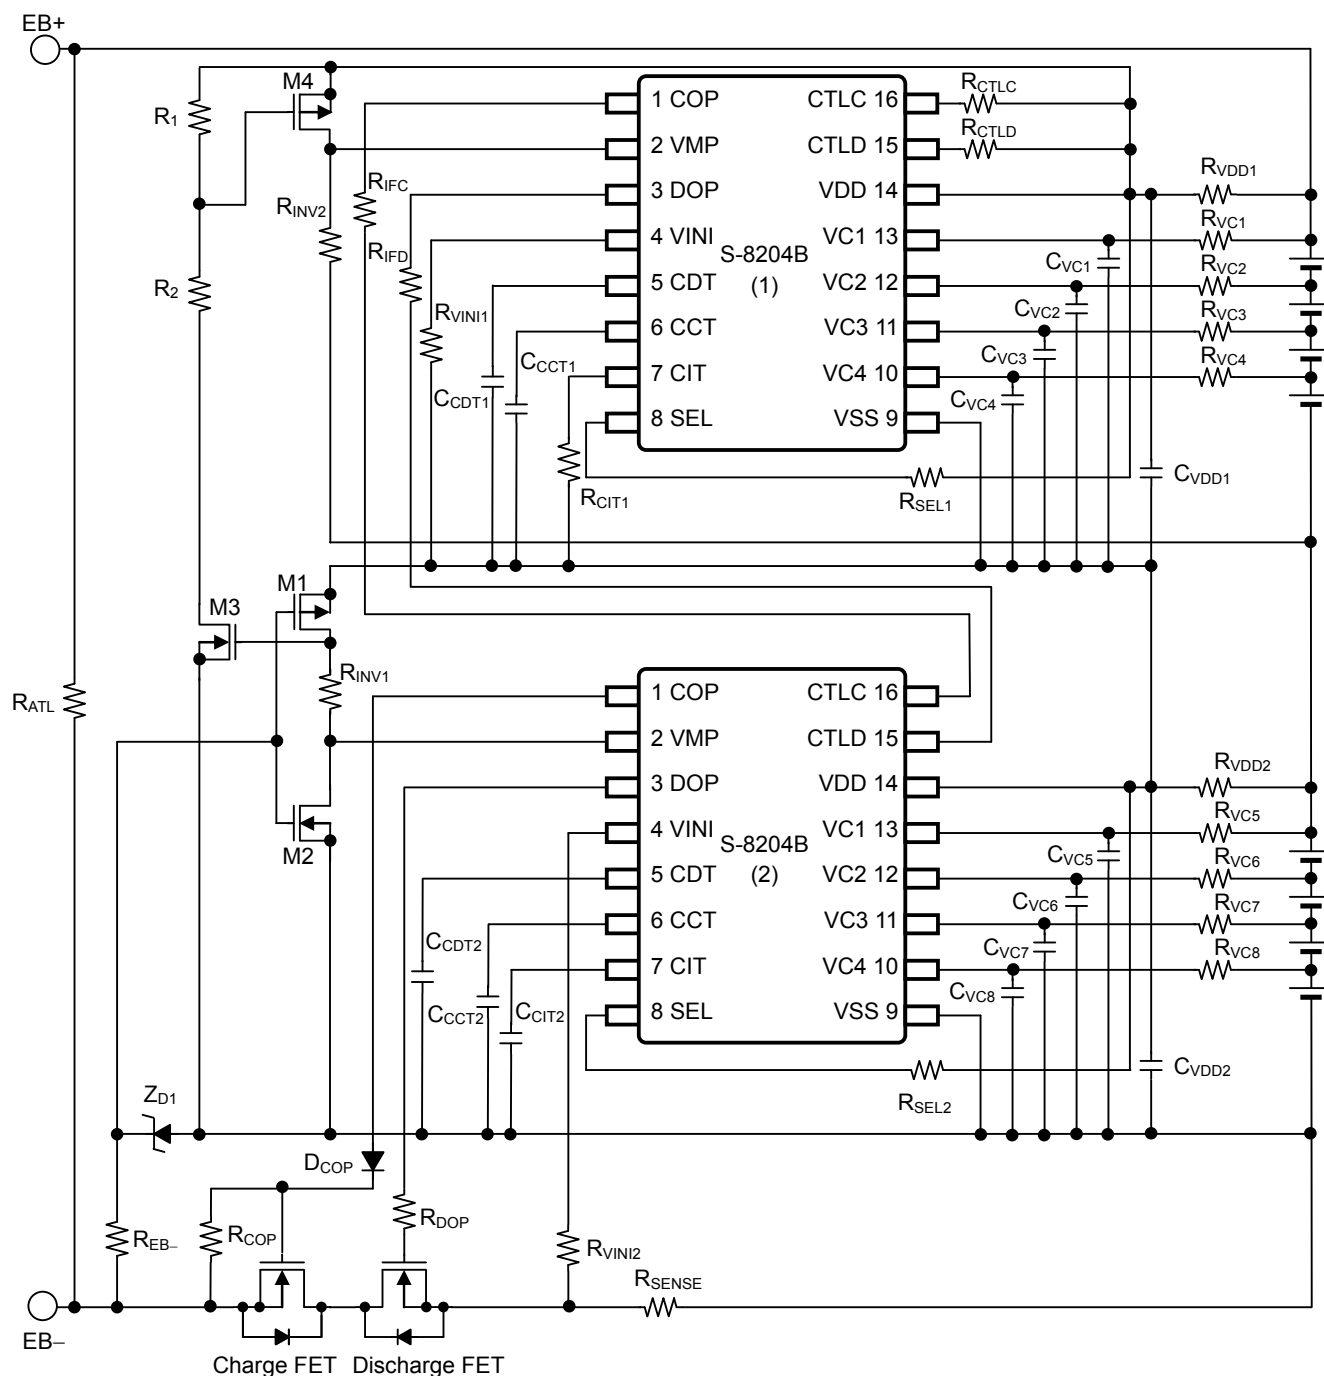 EB+
M4
R1
1 COP
CTLC 16
RCTLC
2 VMP
CTLD 15
RCTLD
RIFC
3 DOP
VDD 14
RVDD1
RINV2
RIFD
4 VINI
VC1 13
RVC1
S-8204B
(1)
CVC1
R2
5 CDT
VC2 12
RVC2
RVINI1
CVC2
6 CCT
VC3 11
RVC3
CCCT1
CVC3
RVC4
7 CIT
VC4 10
CCDT1
CVC4
8 SEL
VSS 9
CVDD1
RCIT1
RSEL1
M1
M3
RINV1
RATL
1 COP
CTLC 16
2 VMP
CTLD 15
3 DOP
VDD 14
RVDD2
M2
4 VINI
VC1 13
RVC5
S-8204B
(2)
CVC5
5 CDT
VC2 12
RVC6
CVC6
6 CCT
VC3 11
RVC7
CCDT2
CVC7
RVC8
7 CIT
VC4 10
CVC8
CCCT2
CCIT2
8 SEL
VSS 9
CVDD2
RSEL2
ZD1
DCOP
RDOP
REB−
RCOP
RVINI2
RSENSE
EB−
Charge FET
Discharge FET